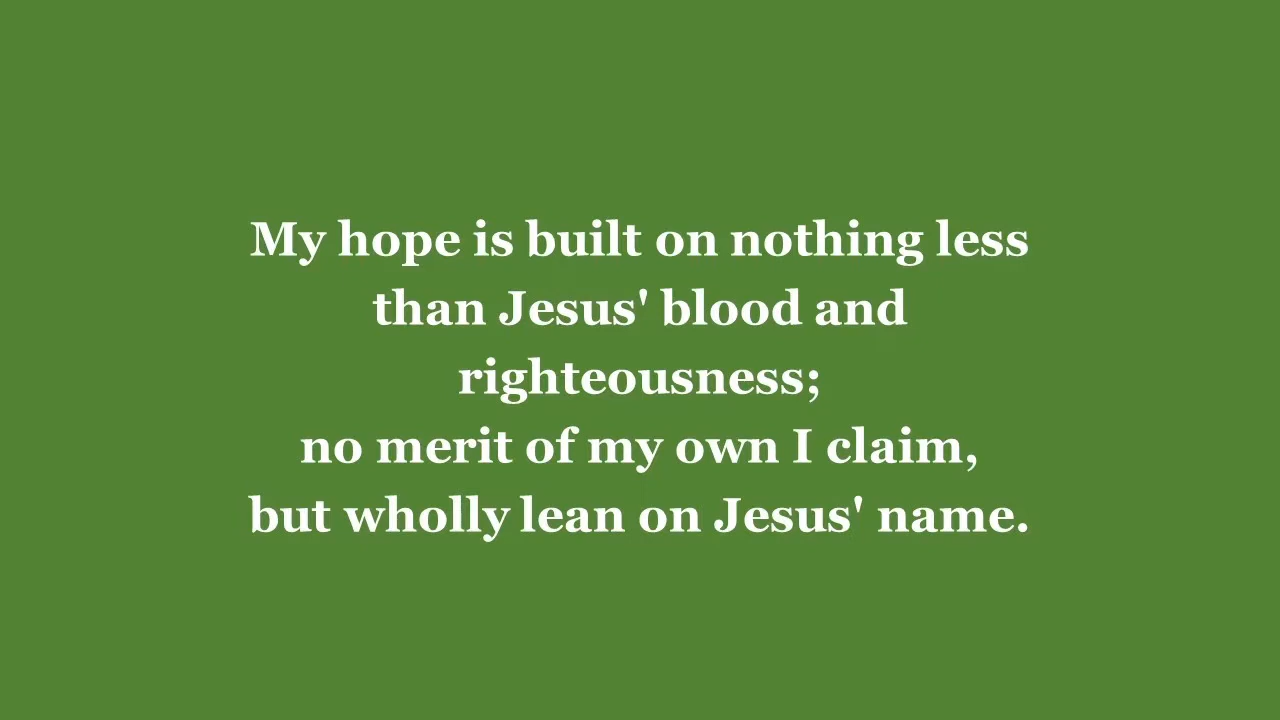 My hope is built on nothing less
than Jesus' blood and
righteousness;
no merit of my own I claim,
but wholly lean on Jesus' name.